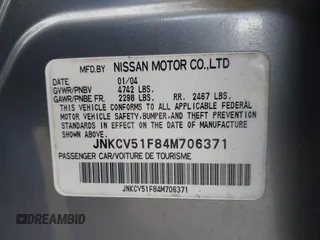 MFD.BY NISSAN MOTOR CO.,LTD
DATE 01/04
GVWR/PNBV 4742 LBS.
GAWR/PNBE FR. 2298 LBS. RR. 2467 LBS.
THIS VEHICLE CONFORMS TO ALL APPLICABLE FEDERAL
MOTOR VEHICLE SAFETY, BUMPER, AND THEFT PREVENTION
STANDARDS IN EFFECT ON THE DATE OF MANUFACTURE
SHOWN ABOVE.
JNKCV51F84M706371
PASSENGER CAR/VOITURE DE TOURISME
JNKCV51F84M706371
DREAMBID